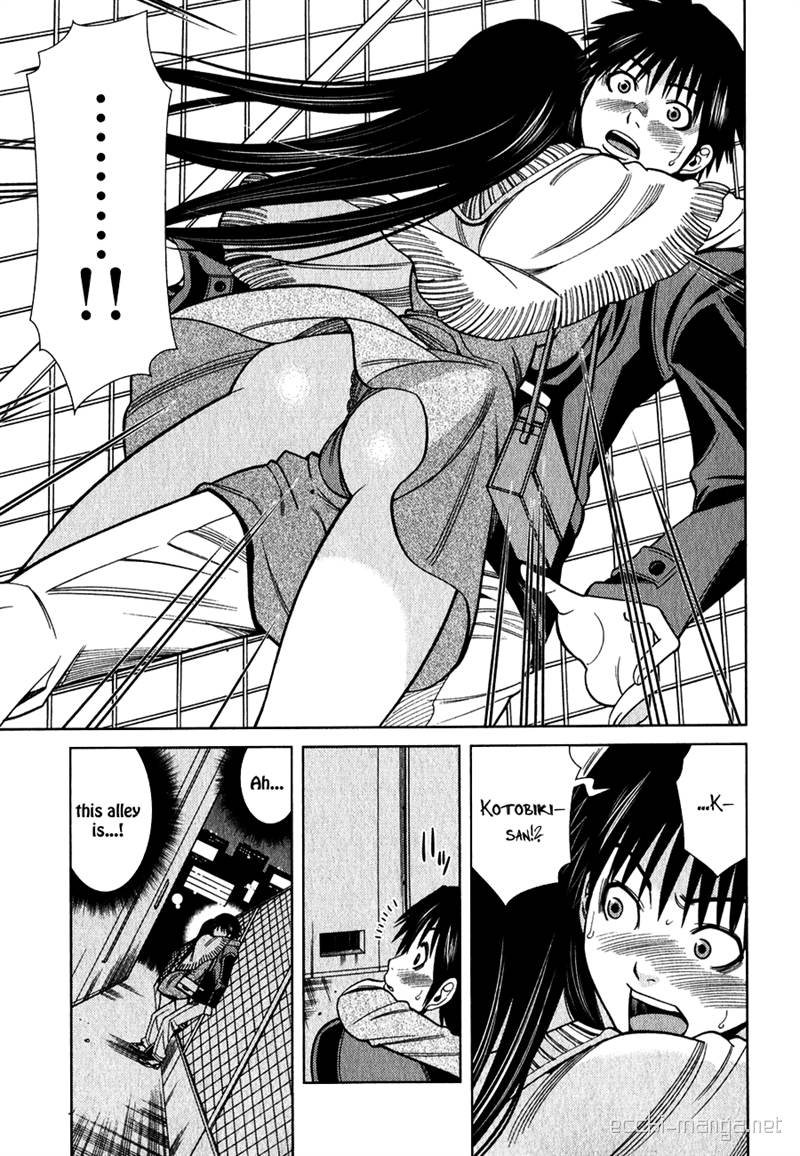 .........!!
...K-
KOTOBIKI-
SAN!?
Ah...
this alley
is...!
ecchi-manga.net